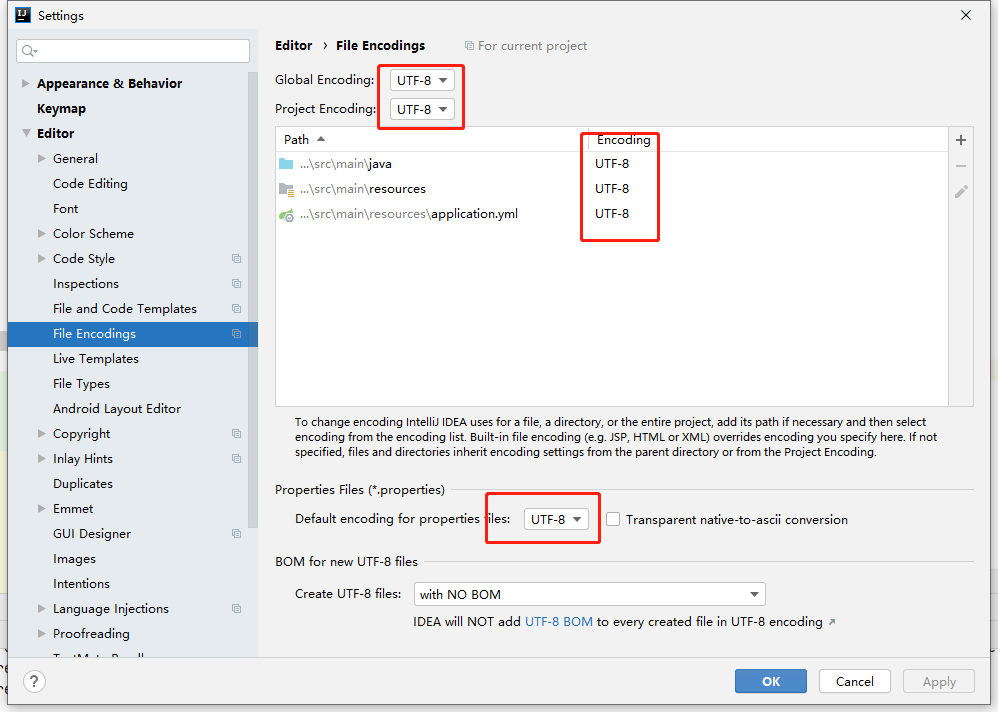 Settings
Editor › File Encodings For current project
Appearance & Behavior
Keymap
Editor
General
Code Editing
Font
Color Scheme
Code Style
Inspections
File and Code Templates
File Encodings
Live Templates
File Types
Android Layout Editor
Copyright
Inlay Hints
Duplicates
Emmet
GUI Designer
Images
Intentions
Language Injections
Proofreading
Global Encoding: UTF-8
Project Encoding: UTF-8
Path Encoding
...\src\main\java UTF-8
...\src\main\resources UTF-8
...\src\main\resources\application.yml UTF-8
To change encoding IntelliJ IDEA uses for a file, a directory, or the entire project, add its path if necessary and then select
encoding from the encoding list. Built-in file encoding (e.g. JSP, HTML or XML) overrides encoding you specify here. If not
specified, files and directories inherit encoding settings from the parent directory or from the Project Encoding.
Properties Files (*.properties)
Default encoding for properties files: UTF-8 Transparent native-to-ascii conversion
BOM for new UTF-8 files
Create UTF-8 files: with NO BOM
IDEA will NOT add UTF-8 BOM to every created file in UTF-8 encoding ↗
? OK Cancel Apply